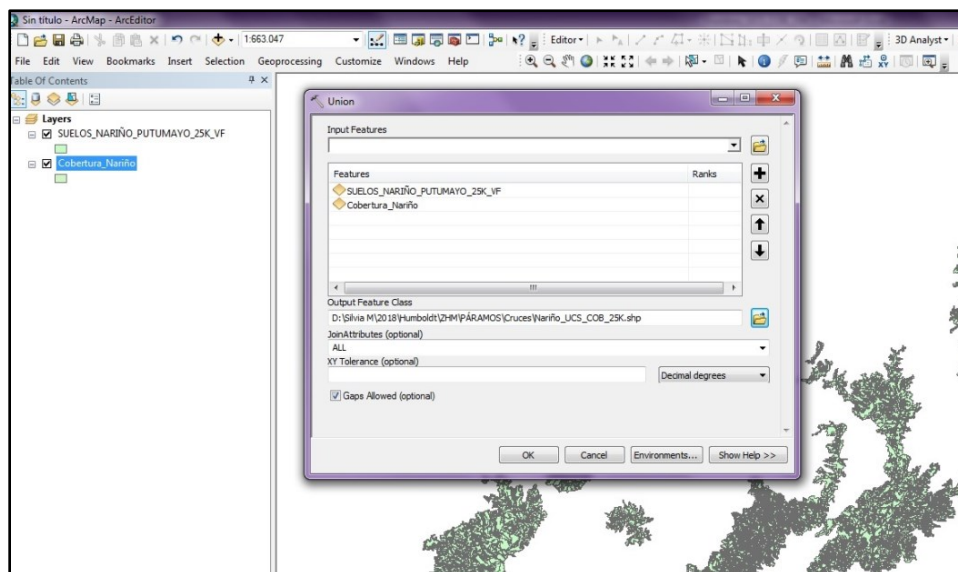 Sin título - ArcMap - ArcEditor
1:663.047
Editor
3D Analyst
File Edit View Bookmarks Insert Selection Geoprocessing Customize Windows Help
Table Of Contents
Layers
SUELOS_NARIÑO_PUTUMAYO_25K_VF
Cobertura_Nariño
Union
Input Features
Features Ranks
SUELOS_NARIÑO_PUTUMAYO_25K_VF
Cobertura_Nariño
Output Feature Class
D:\Silvia M\2018\Humboldt\ZHM\PÁRAMOS\Cruces\Nariño_UCS_COB_25K.shp
JoinAttributes (optional)
ALL
XY Tolerance (optional)
Decimal degrees
Gaps Allowed (optional)
OK Cancel Environments... Show Help >>